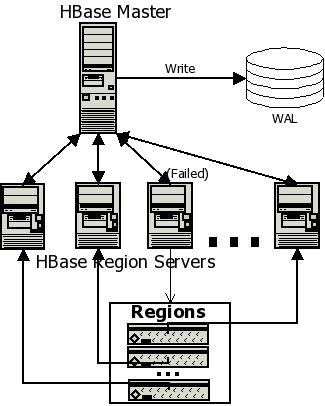 HBase Master
Write
WAL
(Failed)
HBase Region Servers
Regions